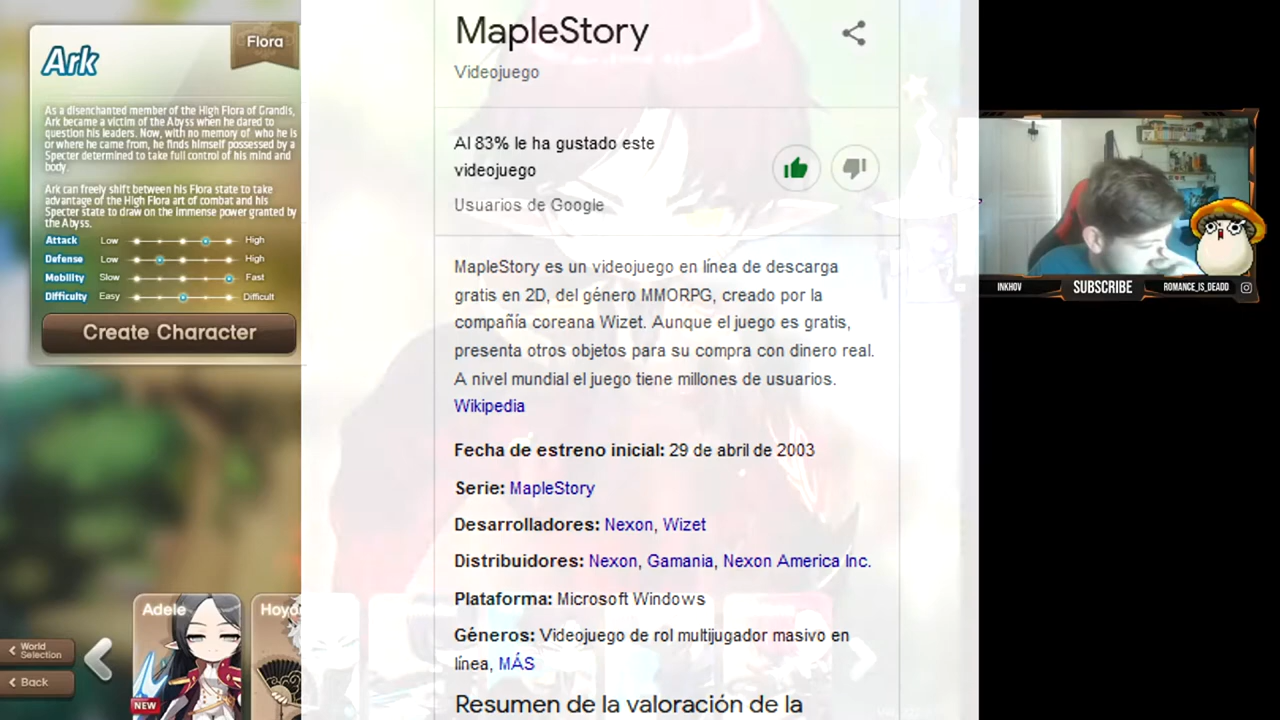 Ark
Flora
As a disenchanted member of the High Flora of Grandis,
Ark became a victim of the Abyss when he dared to
question his leaders. Now, with no memory of who he is
or where he came from, he finds himself possessed by a
Specter determined to take full control of his mind and
body.
Ark can freely shift between his Flora state to take
advantage of the High Flora art of combat and his
Specter state to draw on the immense power granted by
the Abyss.
Attack Low High
Defense Low High
Mobility Slow Fast
Difficulty Easy Difficult
Create Character
World
Selection
Back
Adele
NEW
MapleStory
Videojuego
Al 83% le ha gustado este
videojuego
Usuarios de Google
MapleStory es un videojuego en línea de descarga
gratis en 2D, del género MMORPG, creado por la
compañía coreana Wizet. Aunque el juego es gratis,
presenta otros objetos para su compra con dinero real.
A nivel mundial el juego tiene millones de usuarios.
Wikipedia
Fecha de estreno inicial: 29 de abril de 2003
Serie: MapleStory
Desarrolladores: Nexon, Wizet
Distribuidores: Nexon, Gamania, Nexon America Inc.
Plataforma: Microsoft Windows
Géneros: Videojuego de rol multijugador masivo en
línea, MÁS
Resumen de la valoración de la
INKHOV
SUBSCRIBE
ROMANCE_IS_DEADD